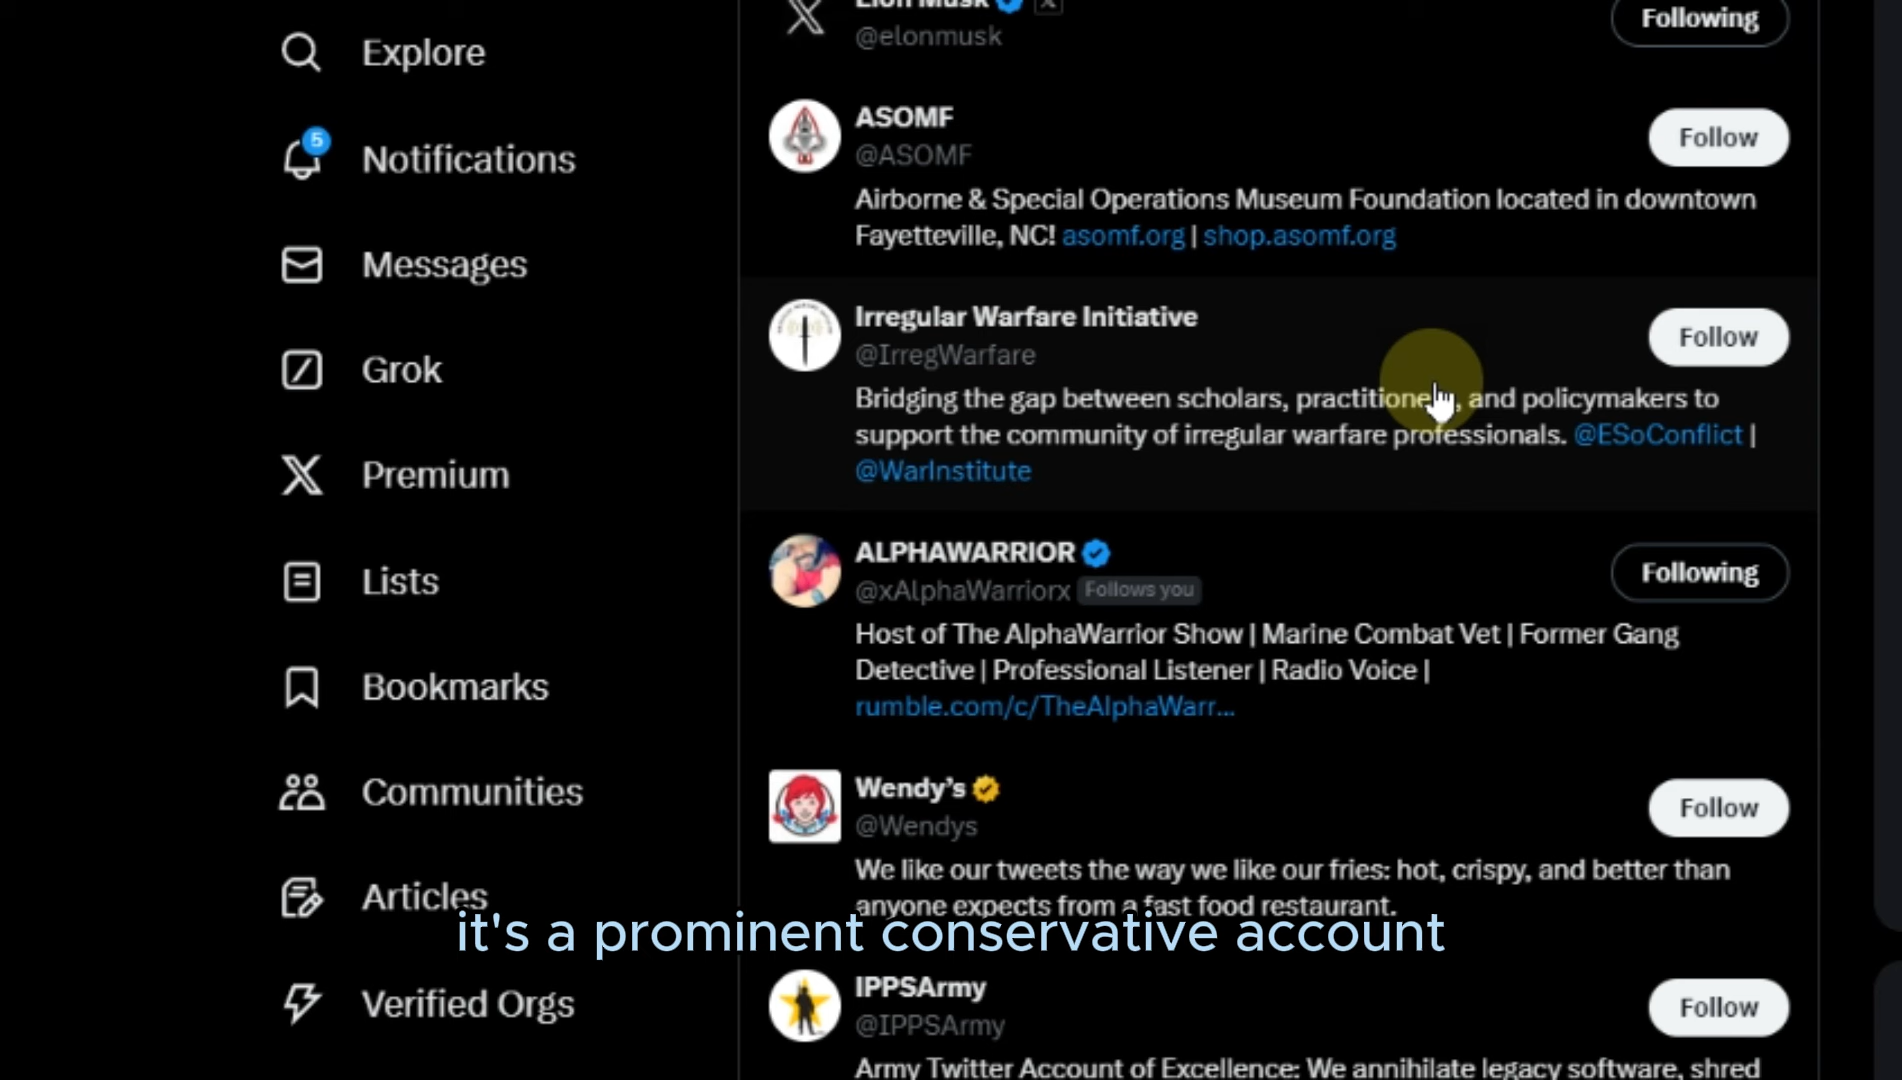 Explore
5
Notifications
Messages
Grok
Premium
Lists
Bookmarks
Communities
Articles
Verified Orgs
Elon Musk
@elonmusk
Following
ASOMF
@ASOMF
Follow
Airborne & Special Operations Museum Foundation located in downtown
Fayetteville, NC! asomf.org | shop.asomf.org
Irregular Warfare Initiative
@IrregWarfare
Follow
Bridging the gap between scholars, practitioners, and policymakers to
support the community of irregular warfare professionals. @ESoConflict |
@WarInstitute
ALPHAWARRIOR
@xAlphaWarriorx Follows you
Following
Host of The AlphaWarrior Show | Marine Combat Vet | Former Gang
Detective | Professional Listener | Radio Voice |
rumble.com/c/TheAlphaWarr...
Wendy's
@Wendys
Follow
We like our tweets the way we like our fries: hot, crispy, and better than
anyone expects from a fast food restaurant.
it's a prominent conservative account
IPPSArmy
@IPPSArmy
Follow
Army Twitter Account of Excellence: We annihilate legacy software, shred